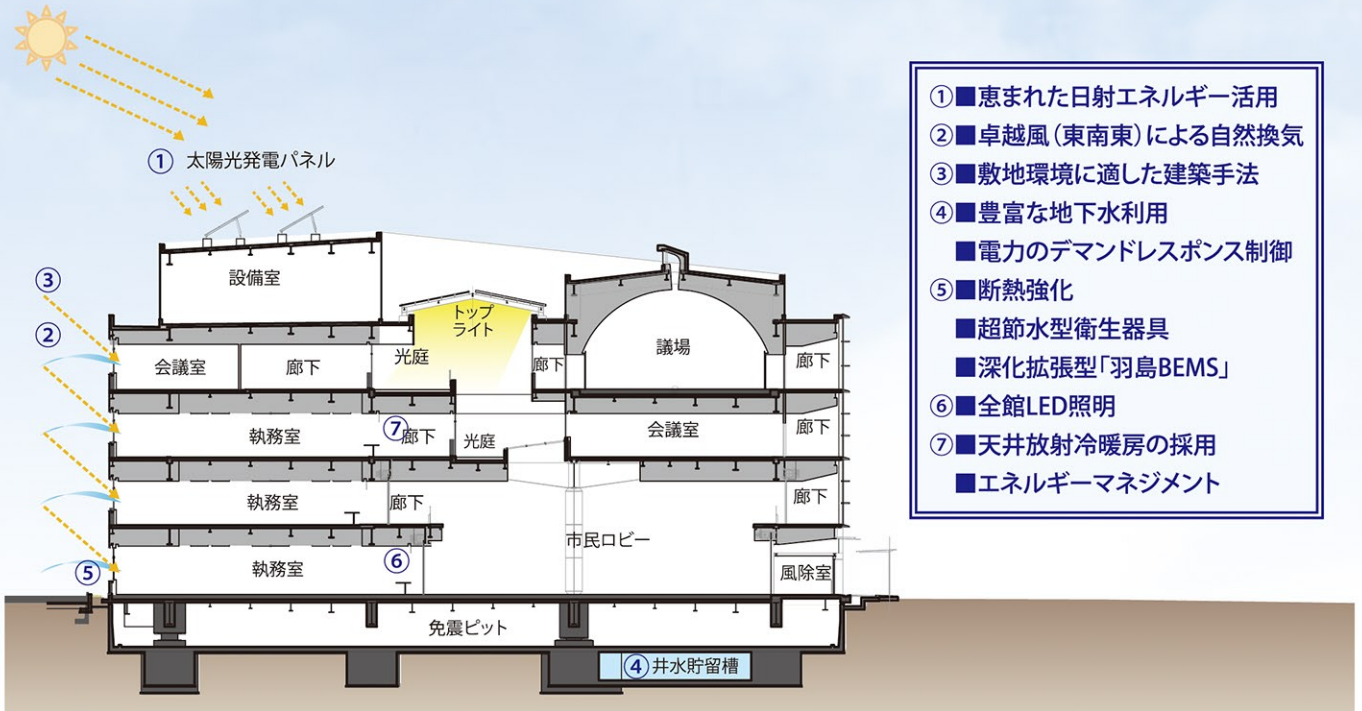 ① 太陽光発電パネル
①■恵まれた日射エネルギー活用
②■卓越風（東南東）による自然換気
③■敷地環境に適した建築手法
④■豊富な地下水利用
■電力のデマンドレスポンス制御
⑤■断熱強化
■超節水型衛生器具
■深化拡張型「羽島BEMS」
⑥■全館LED照明
⑦■天井放射冷暖房の採用
■エネルギーマネジメント
設備室
③
②
トップ
ライト
会議室
廊下
光庭
廊下
議場
廊下
執務室
⑦
廊下
光庭
会議室
廊下
執務室
廊下
廊下
市民ロビー
⑤
執務室
⑥
風除室
免震ピット
④ 井水貯留槽